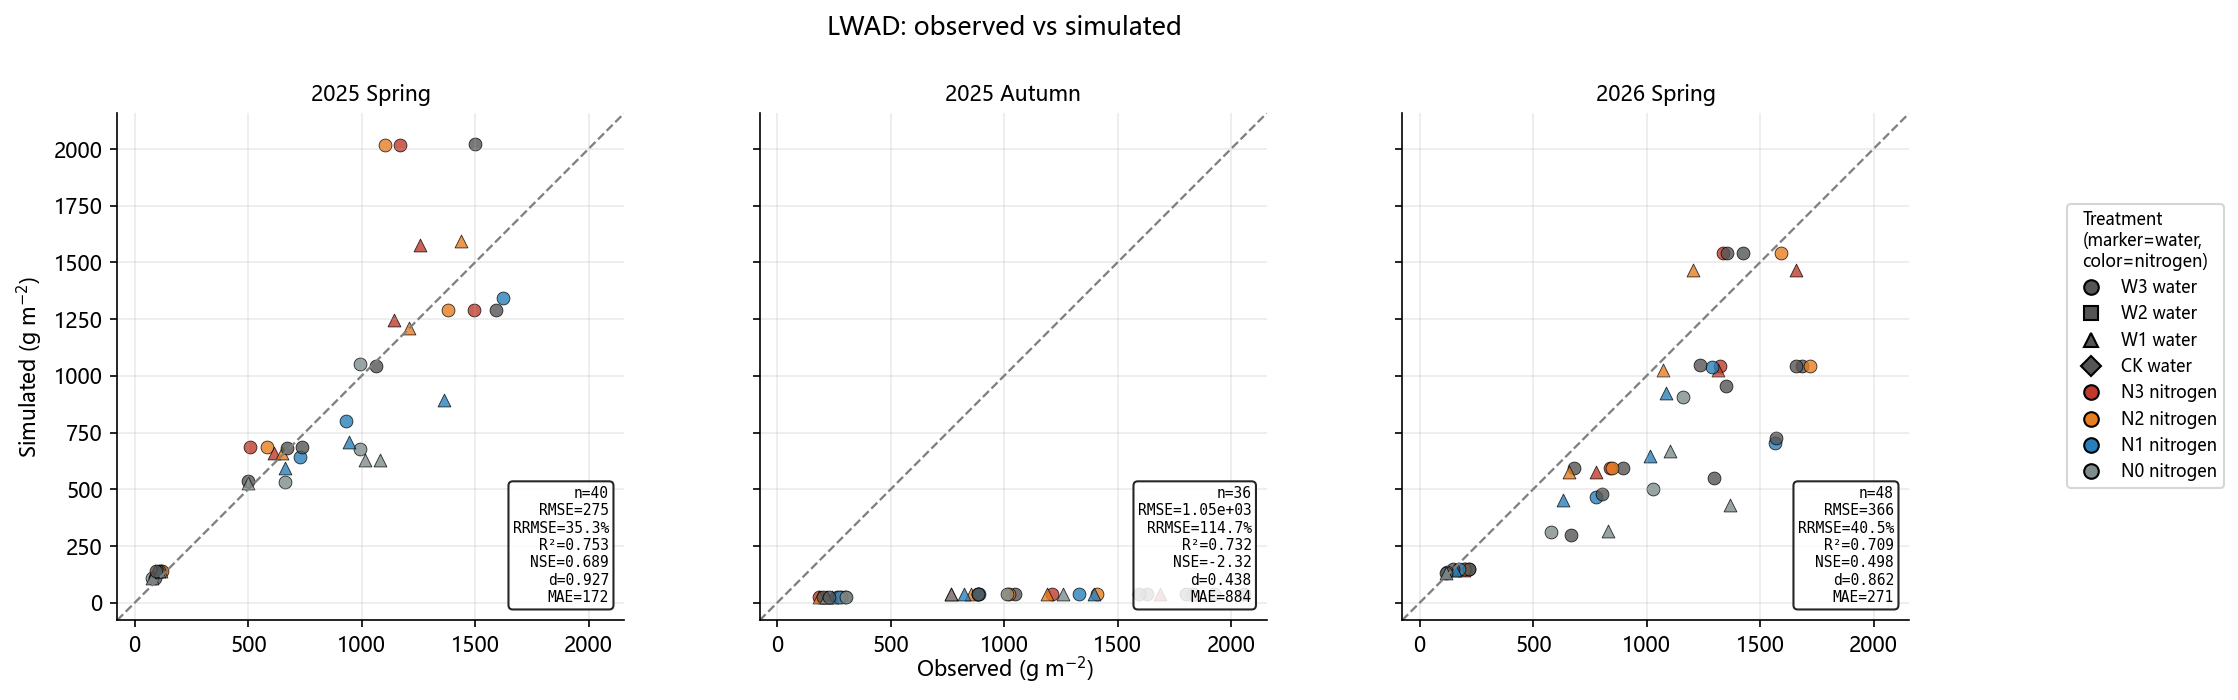 LWAD: observed vs simulated
2025 Spring
2025 Autumn
2026 Spring
Simulated (g m⁻²)
2000
1750
1500
1250
1000
750
500
250
0
n=40
RMSE=275
RRMSE=35.3%
R²=0.753
NSE=0.689
d=0.927
MAE=172
0 500 1000 1500 2000
n=36
RMSE=1.05e+03
RRMSE=114.7%
R²=0.732
NSE=-2.32
d=0.438
MAE=884
0 500 1000 1500 2000
n=48
RMSE=366
RRMSE=40.5%
R²=0.709
NSE=0.498
d=0.862
MAE=271
0 500 1000 1500 2000
Observed (g m⁻²)
Treatment
(marker=water,
color=nitrogen)
W3 water
W2 water
W1 water
CK water
N3 nitrogen
N2 nitrogen
N1 nitrogen
N0 nitrogen